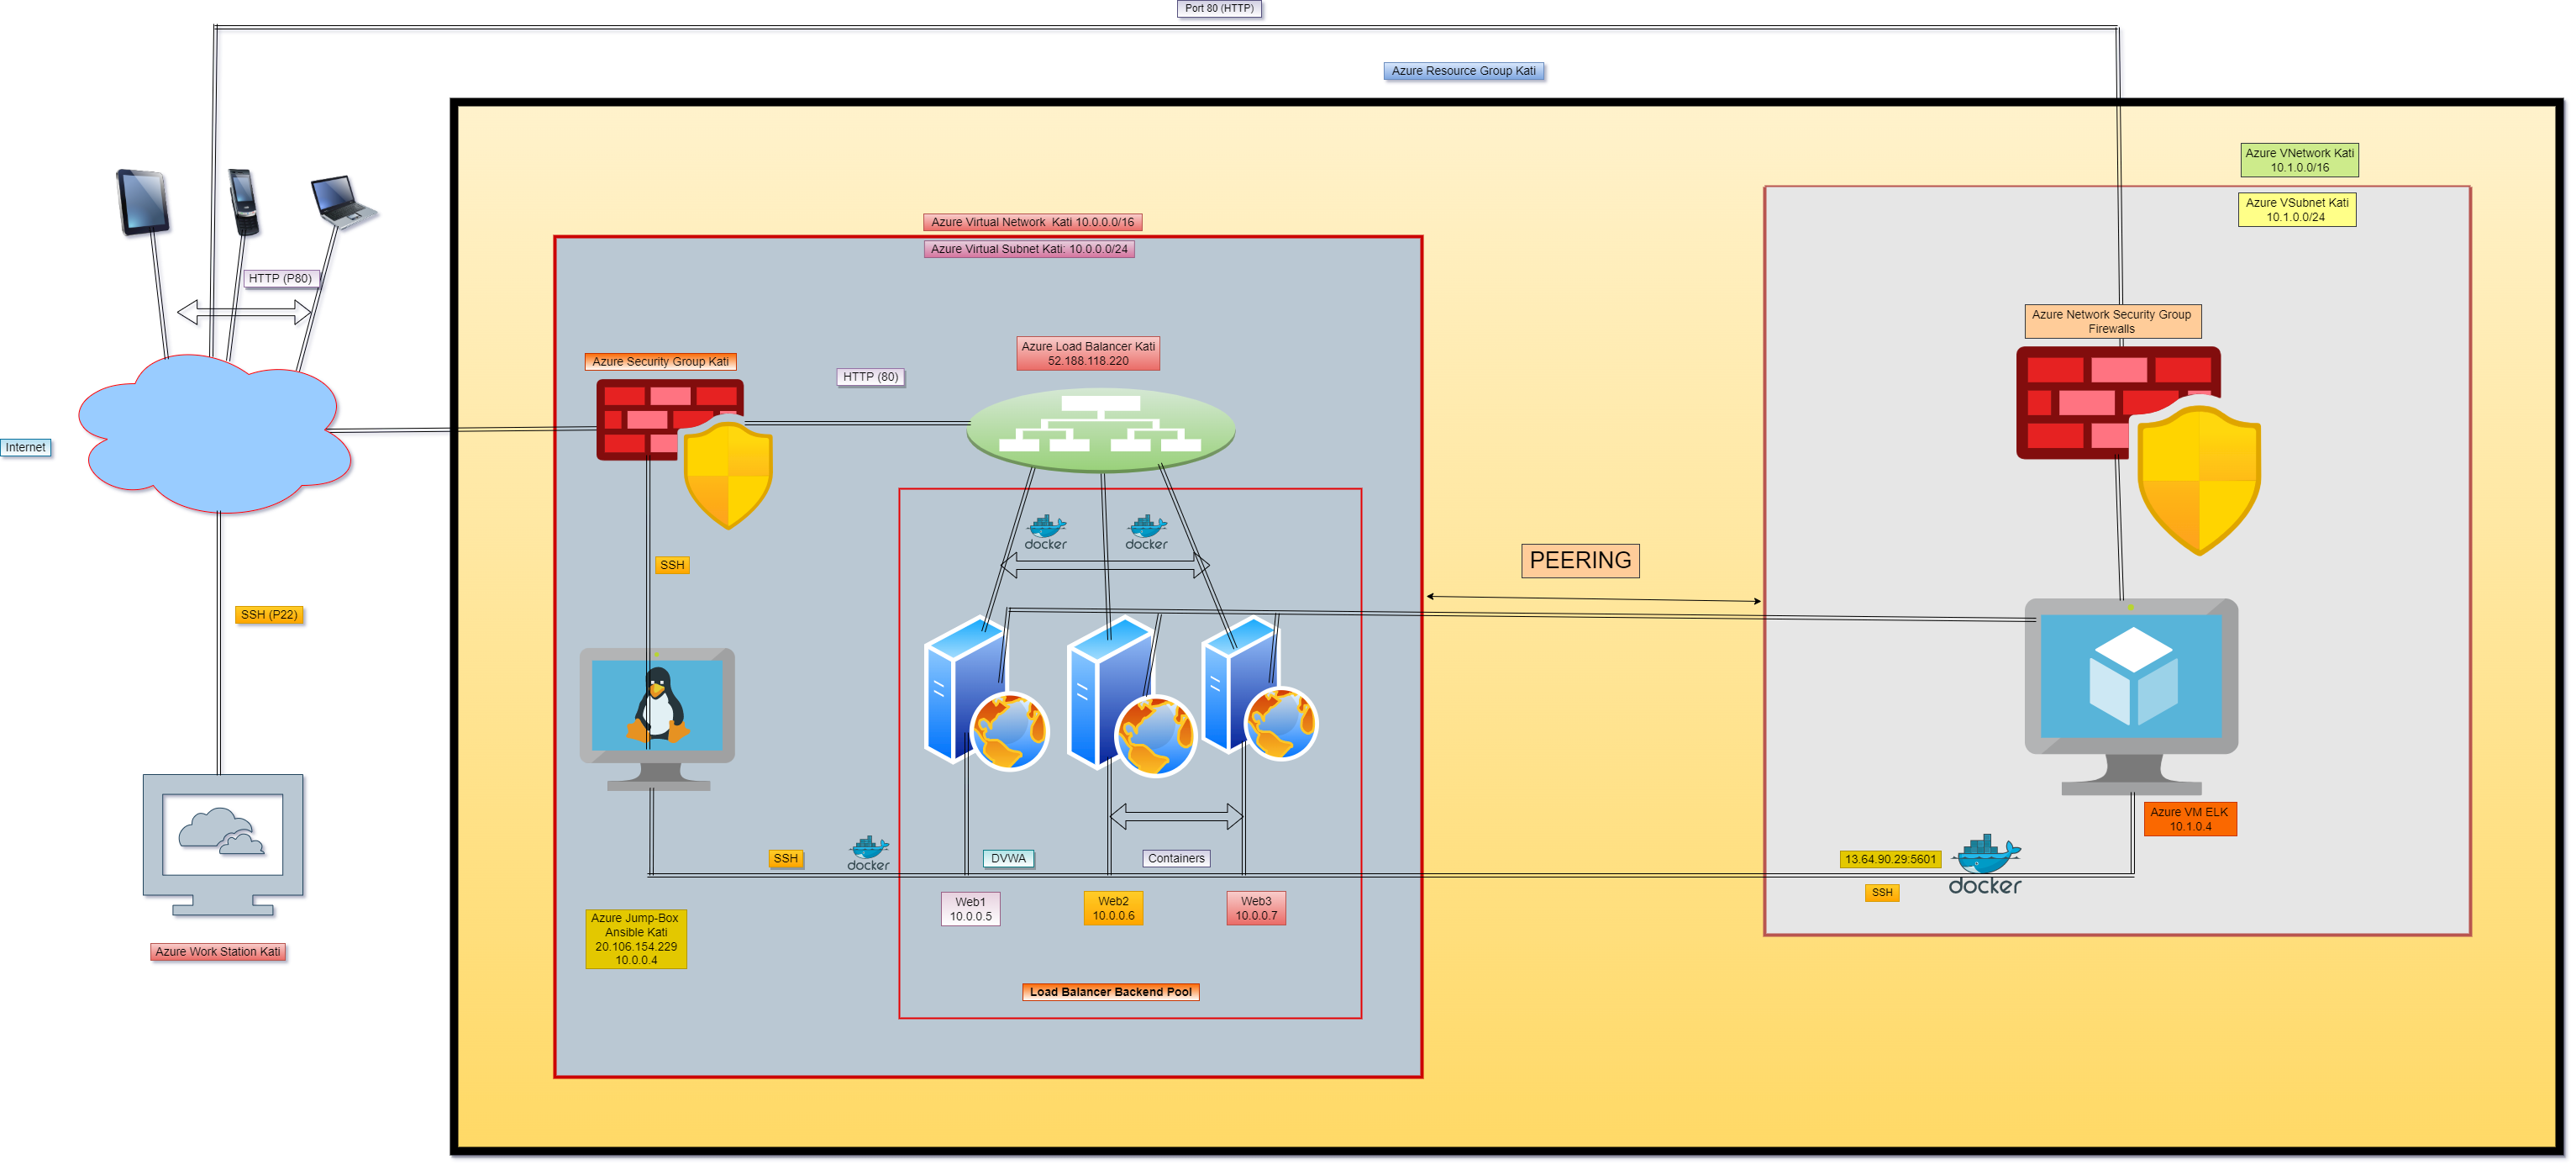 Port 80 (HTTP)
Azure Resource Group Kati
Azure VNetwork Kati
10.1.0.0/16
Azure VSubnet Kati
10.1.0.0/24
Azure Virtual Network Kati 10.0.0.0/16
Azure Virtual Subnet Kati: 10.0.0.0/24
HTTP (P80)
Azure Network Security Group
Firewalls
Azure Security Group Kati
HTTP (80)
Azure Load Balancer Kati
52.188.118.220
Internet
docker
docker
SSH
PEERING
SSH (P22)
Azure VM ELK
10.1.0.4
SSH
docker
DVWA
Containers
13.64.90.29:5601
docker
SSH
Web1
10.0.0.5
Web2
10.0.0.6
Web3
10.0.0.7
Azure Jump-Box
Ansible Kati
20.106.154.229
10.0.0.4
Azure Work Station Kati
Load Balancer Backend Pool